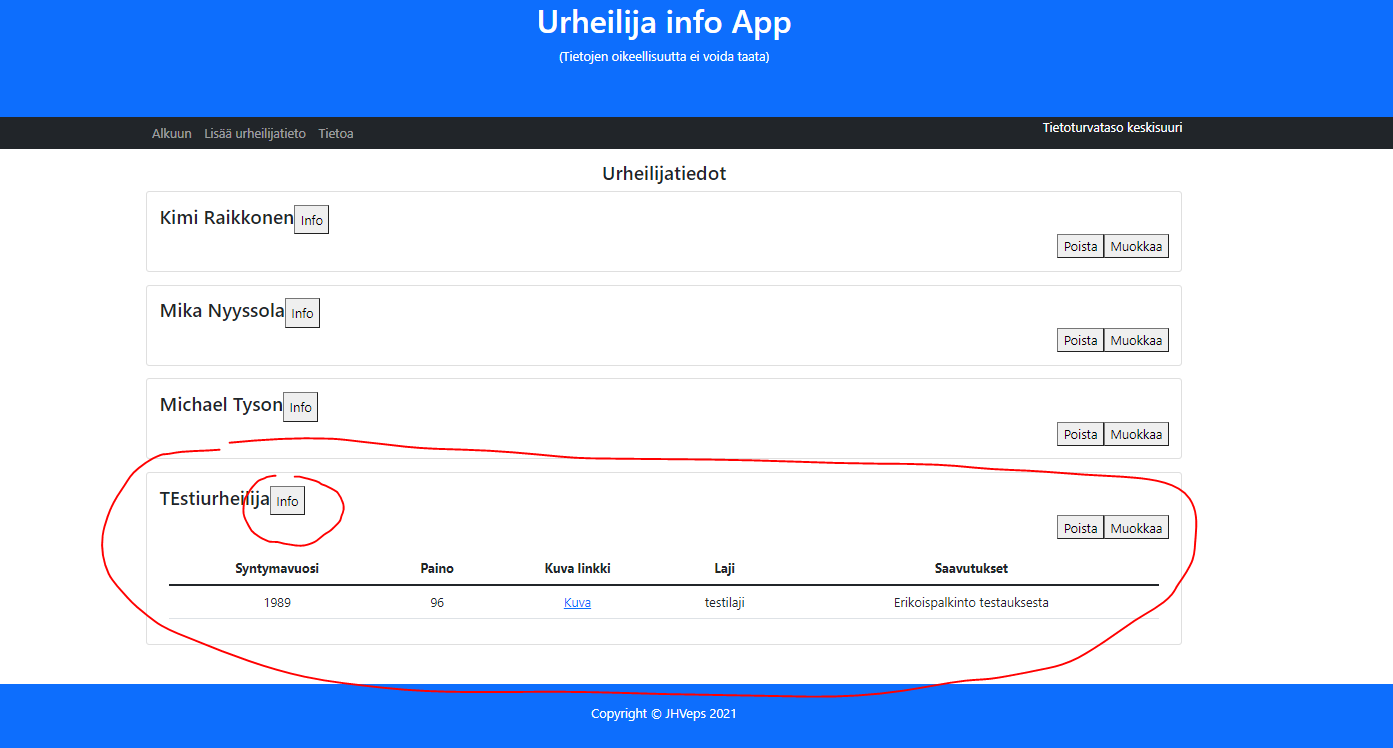 Urheilija info App
(Tietojen oikeellisuutta ei voida taata)
Alkuun Lisää urheilijatieto Tietoa Tietoturvataso keskisuuri
Urheilijatiedot
Kimi Raikkonen Info
Poista Muokkaa
Mika Nyyssola Info
Poista Muokkaa
Michael Tyson Info
Poista Muokkaa
TEstiurheilija Info
Poista Muokkaa
Syntymavuosi Paino Kuva linkki Laji Saavutukset
1989 96 Kuva testilaji Erikoispalkinto testauksesta
Copyright © JHVeps 2021